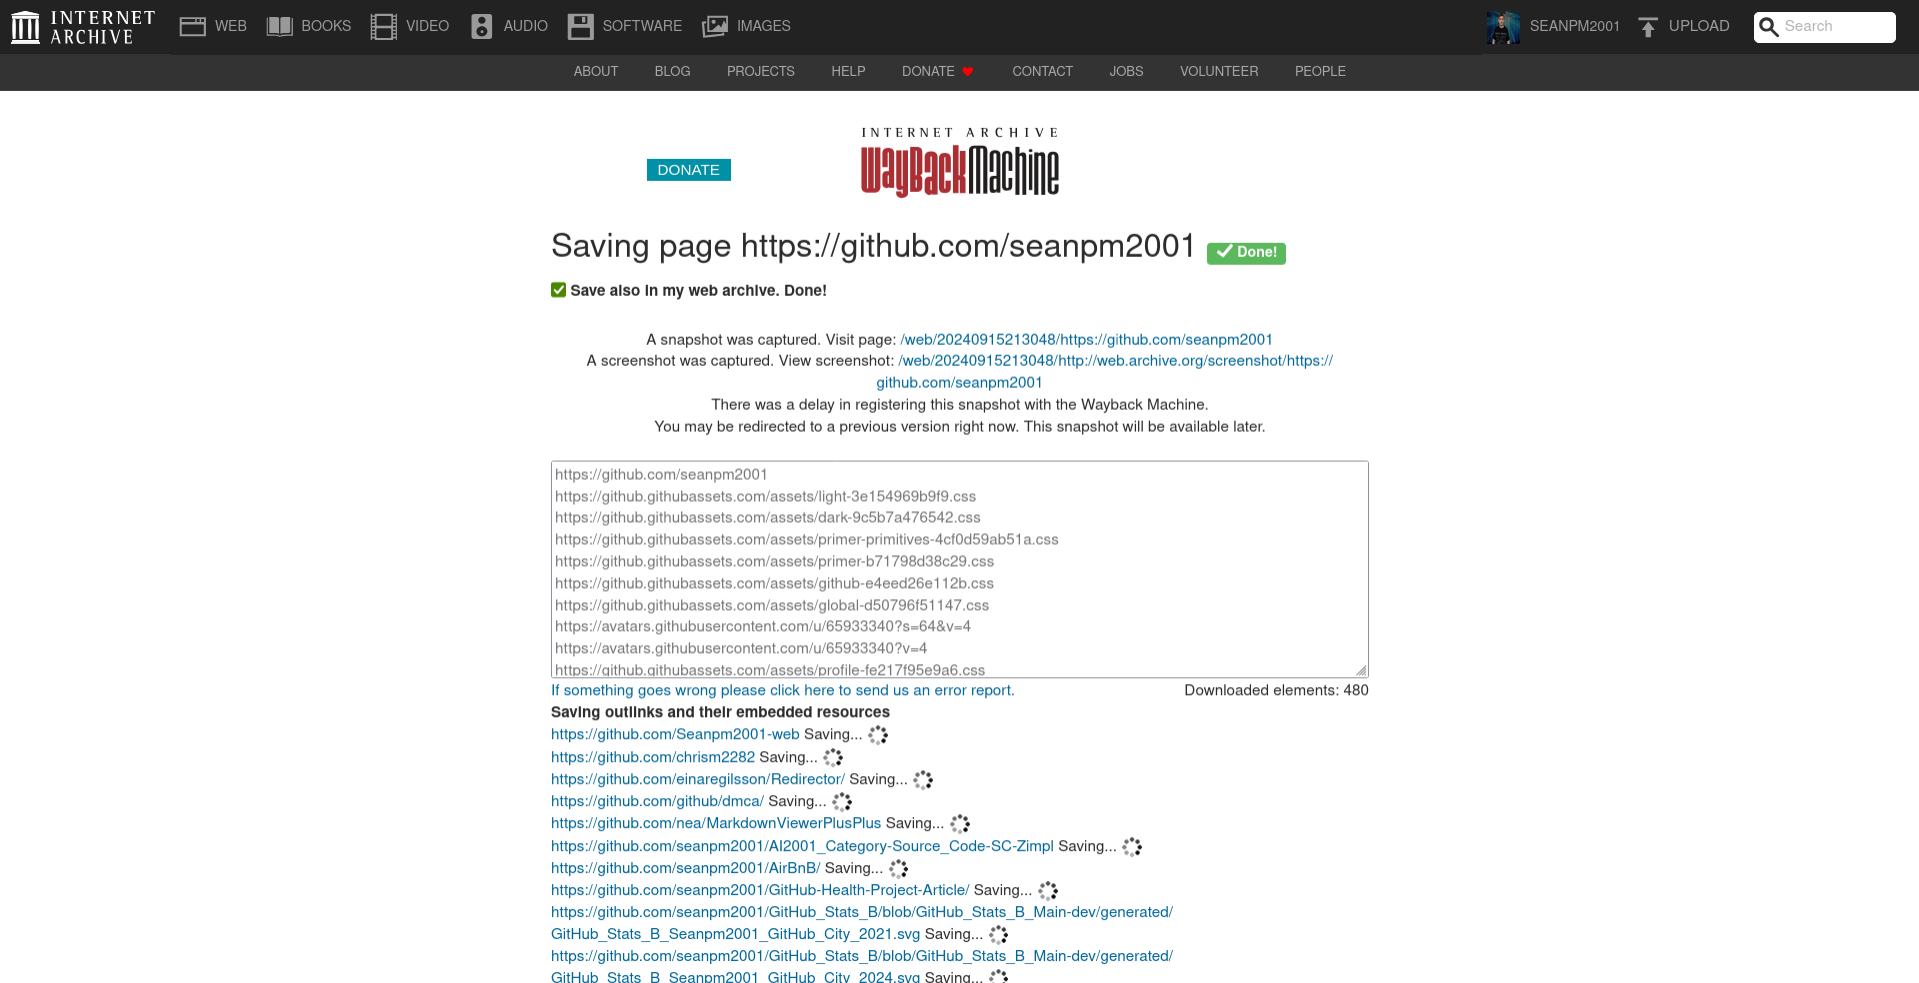 INTERNET ARCHIVE
WEB BOOKS VIDEO AUDIO SOFTWARE IMAGES SEANPM2001 UPLOAD Search
ABOUT BLOG PROJECTS HELP DONATE CONTACT JOBS VOLUNTEER PEOPLE
INTERNET ARCHIVE
WayBackMachine
DONATE
Saving page https://github.com/seanpm2001 Done!
Save also in my web archive. Done!
A snapshot was captured. Visit page: /web/20240915213048/https://github.com/seanpm2001
A screenshot was captured. View screenshot: /web/20240915213048/http://web.archive.org/screenshot/https://
github.com/seanpm2001
There was a delay in registering this snapshot with the Wayback Machine.
You may be redirected to a previous version right now. This snapshot will be available later.
https://github.com/seanpm2001
https://github.githubassets.com/assets/light-3e154969b9f9.css
https://github.githubassets.com/assets/dark-9c5b7a476542.css
https://github.githubassets.com/assets/primer-primitives-4cf0d59ab51a.css
https://github.githubassets.com/assets/primer-b71798d38c29.css
https://github.githubassets.com/assets/github-e4eed26e112b.css
https://github.githubassets.com/assets/global-d50796f51147.css
https://avatars.githubusercontent.com/u/65933340?s=64&v=4
https://avatars.githubusercontent.com/u/65933340?v=4
https://github.githubassets.com/assets/profile-fe217f95e9a6.css
If something goes wrong please click here to send us an error report. Downloaded elements: 480
Saving outlinks and their embedded resources
https://github.com/Seanpm2001-web Saving...
https://github.com/chrism2282 Saving...
https://github.com/einaregilsson/Redirector/ Saving...
https://github.com/github/dmca/ Saving...
https://github.com/nea/MarkdownViewerPlusPlus Saving...
https://github.com/seanpm2001/AI2001_Category-Source_Code-SC-Zimpl Saving...
https://github.com/seanpm2001/AirBnB/ Saving...
https://github.com/seanpm2001/GitHub-Health-Project-Article/ Saving...
https://github.com/seanpm2001/GitHub_Stats_B/blob/GitHub_Stats_B_Main-dev/generated/
GitHub_Stats_B_Seanpm2001_GitHub_City_2021.svg Saving...
https://github.com/seanpm2001/GitHub_Stats_B/blob/GitHub_Stats_B_Main-dev/generated/
GitHub_Stats_B_Seanpm2001_GitHub_City_2024.svg Saving...